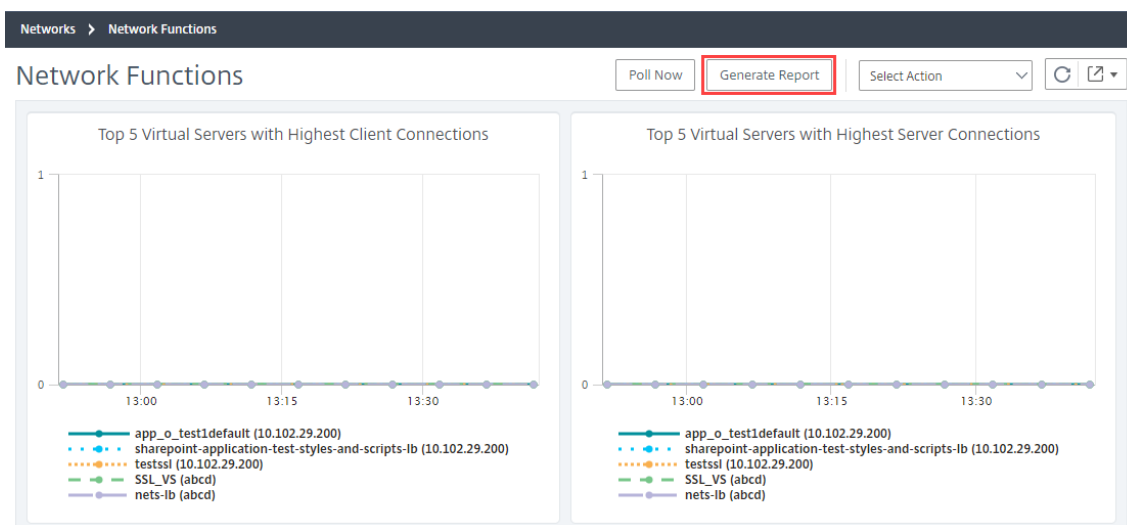 Networks > Network Functions
Network Functions
Poll Now
Generate Report
Select Action
Top 5 Virtual Servers with Highest Client Connections
1
0
13:00 13:15 13:30
app_o_test1default (10.102.29.200)
sharepoint-application-test-styles-and-scripts-lb (10.102.29.200)
testssl (10.102.29.200)
SSL_VS (abcd)
nets-lb (abcd)
Top 5 Virtual Servers with Highest Server Connections
1
0
13:00 13:15 13:30
app_o_test1default (10.102.29.200)
sharepoint-application-test-styles-and-scripts-lb (10.102.29.200)
testssl (10.102.29.200)
SSL_VS (abcd)
nets-lb (abcd)